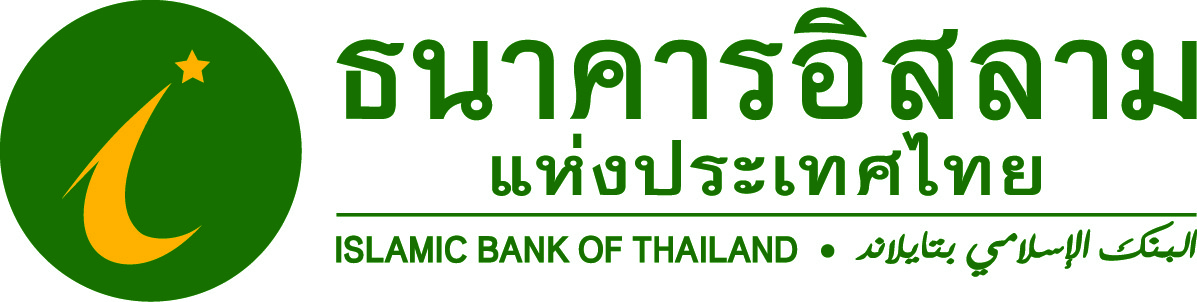 ธนาคารอิสลาม
แห่งประเทศไทย
ISLAMIC BANK OF THAILAND • البنك الإسلامي بتايلاند